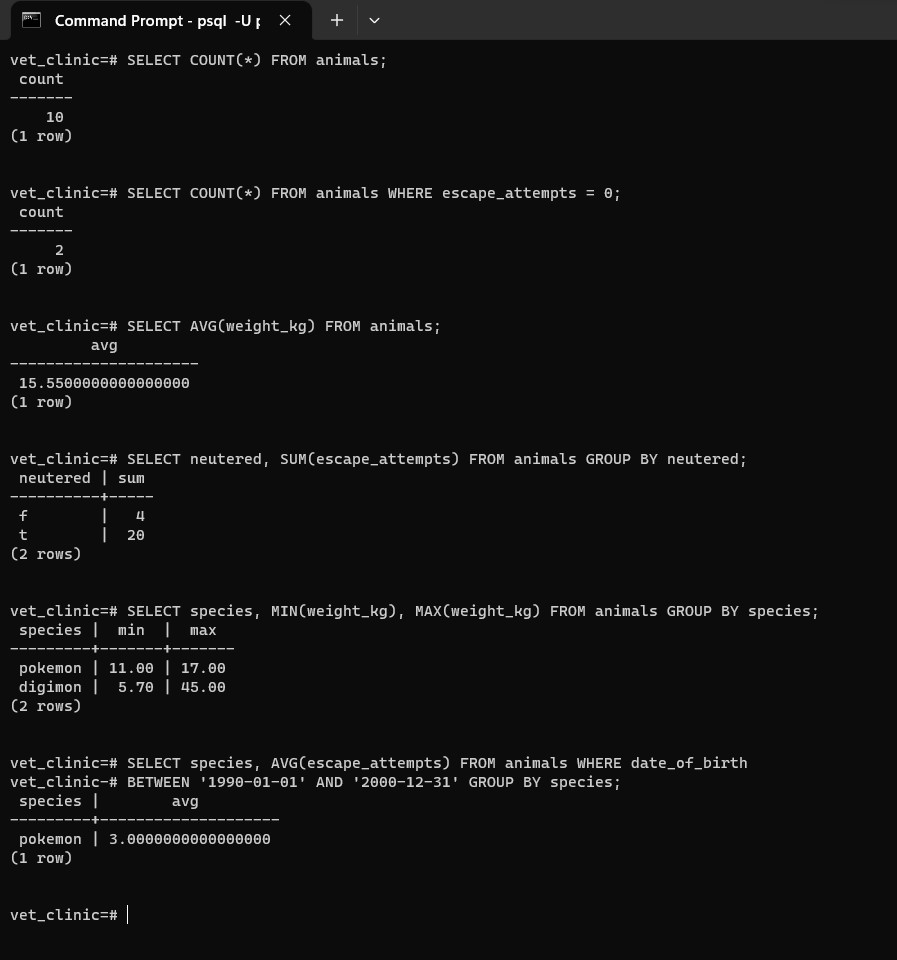 Command Prompt - psql -U p
vet_clinic=# SELECT COUNT(*) FROM animals;
 count
-------
    10
(1 row)
vet_clinic=# SELECT COUNT(*) FROM animals WHERE escape_attempts = 0;
 count
-------
     2
(1 row)
vet_clinic=# SELECT AVG(weight_kg) FROM animals;
         avg
---------------------
 15.5500000000000000
(1 row)
vet_clinic=# SELECT neutered, SUM(escape_attempts) FROM animals GROUP BY neutered;
 neutered | sum
----------+-----
 f        |   4
 t        |  20
(2 rows)
vet_clinic=# SELECT species, MIN(weight_kg), MAX(weight_kg) FROM animals GROUP BY species;
 species |  min  |  max
---------+-------+-------
 pokemon | 11.00 | 17.00
 digimon |  5.70 | 45.00
(2 rows)
vet_clinic=# SELECT species, AVG(escape_attempts) FROM animals WHERE date_of_birth
vet_clinic-# BETWEEN '1990-01-01' AND '2000-12-31' GROUP BY species;
 species |        avg
---------+--------------------
 pokemon | 3.0000000000000000
(1 row)
vet_clinic=#